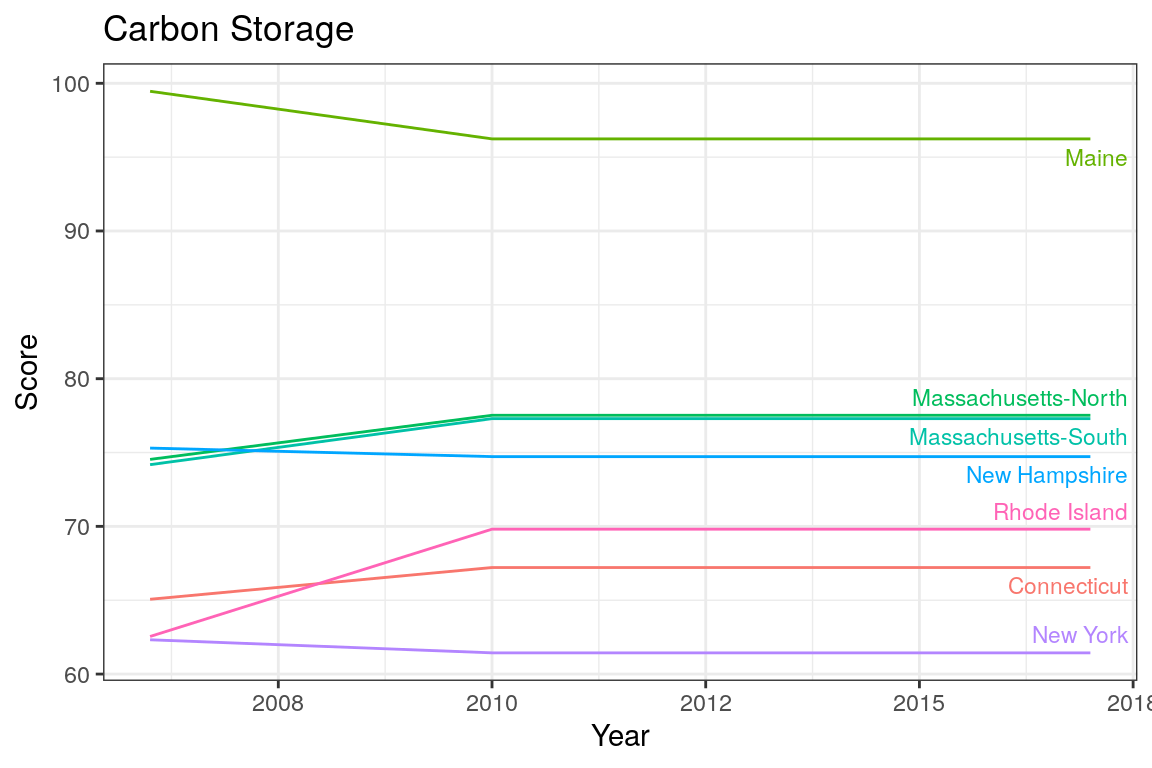 Carbon Storage
100
90
80
70
60
Score
Maine
Massachusetts-North
Massachusetts-South
New Hampshire
Rhode Island
Connecticut
New York
2008 2010 2012 2015 2018
Year